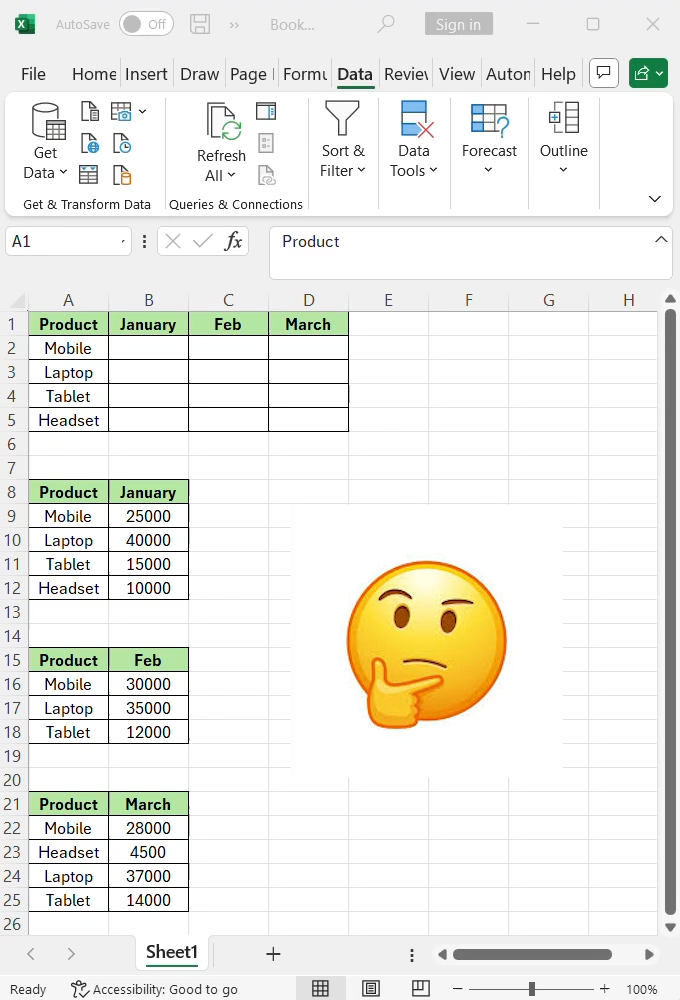 AutoSave Off Book... Sign in
File Home Insert Draw Page Formu Data Review View Autom Help
Get Data
Refresh All
Sort & Filter
Data Tools
Forecast
Outline
Get & Transform Data Queries & Connections
A1 fx Product
A B C D E F G H
1 Product January Feb March
2 Mobile
3 Laptop
4 Tablet
5 Headset
6
7
8 Product January
9 Mobile 25000
10 Laptop 40000
11 Tablet 15000
12 Headset 10000
13
14
15 Product Feb
16 Mobile 30000
17 Laptop 35000
18 Tablet 12000
19
20
21 Product March
22 Mobile 28000
23 Headset 4500
24 Laptop 37000
25 Tablet 14000
26
Sheet1
Ready Accessibility: Good to go 100%